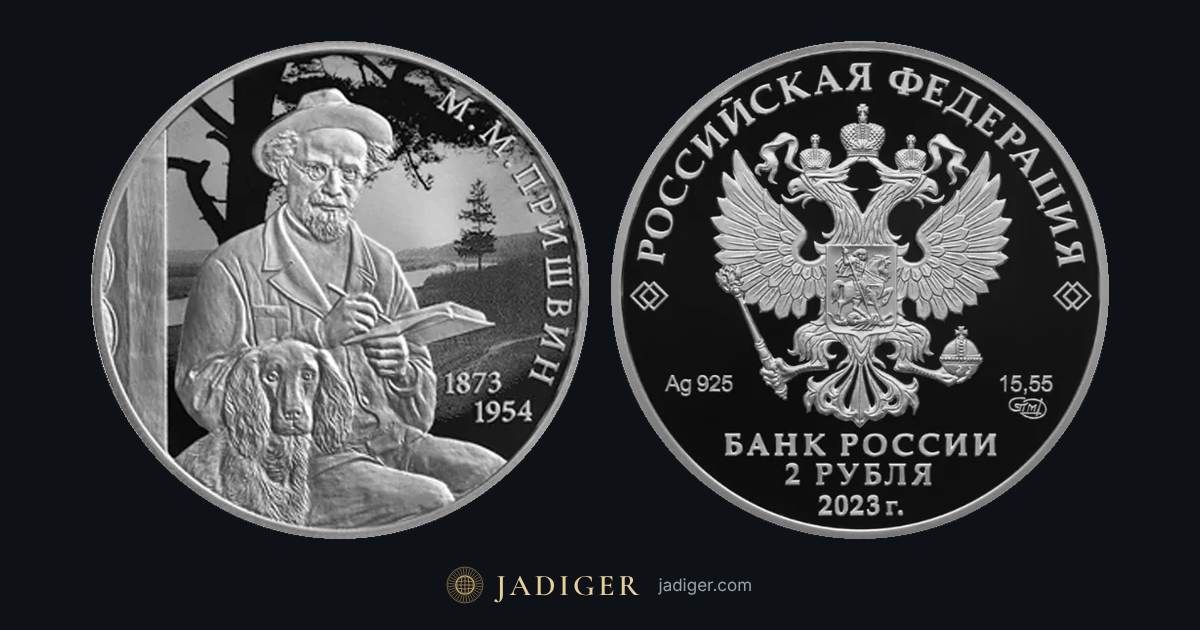 М. М. ПРИШВИН
1873
1954
РОССИЙСКАЯ ФЕДЕРАЦИЯ
Ag 925
15,55
БАНК РОССИИ
2 РУБЛЯ
2023 г.
JADIGER
jadiger.com